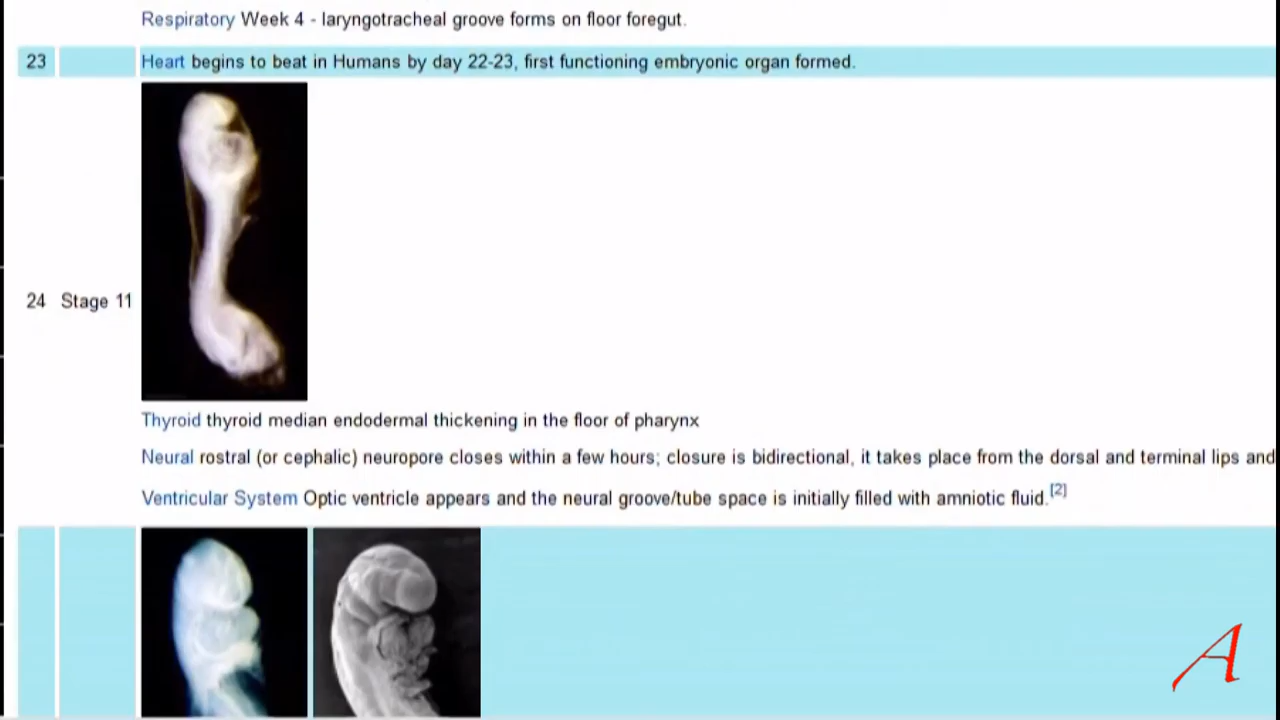 Respiratory Week 4 - laryngotracheal groove forms on floor foregut.
23 Heart begins to beat in Humans by day 22-23, first functioning embryonic organ formed.
24 Stage 11
Thyroid thyroid median endodermal thickening in the floor of pharynx
Neural rostral (or cephalic) neuropore closes within a few hours; closure is bidirectional, it takes place from the dorsal and terminal lips and
Ventricular System Optic ventricle appears and the neural groove/tube space is initially filled with amniotic fluid.[2]
A